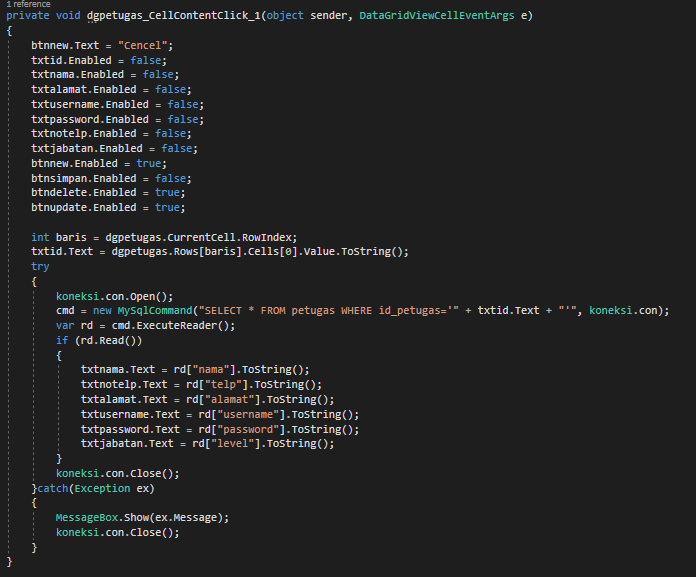 1 reference
private void dgpetugas_CellContentClick_1(object sender, DataGridViewCellEventArgs e)
{
btnnew.Text = "Cencel";
txtid.Enabled = false;
txtnama.Enabled = false;
txtalamat.Enabled = false;
txtusername.Enabled = false;
txtpassword.Enabled = false;
txtnotelp.Enabled = false;
txtjabatan.Enabled = false;
btnnew.Enabled = true;
btnsimpan.Enabled = false;
btndelete.Enabled = true;
btnupdate.Enabled = true;
int baris = dgpetugas.CurrentCell.RowIndex;
txtid.Text = dgpetugas.Rows[baris].Cells[0].Value.ToString();
try
{
koneksi.con.Open();
cmd = new MySqlCommand("SELECT * FROM petugas WHERE id_petugas='" + txtid.Text + "'", koneksi.con);
var rd = cmd.ExecuteReader();
if (rd.Read())
{
txtnama.Text = rd["nama"].ToString();
txtnotelp.Text = rd["telp"].ToString();
txtalamat.Text = rd["alamat"].ToString();
txtusername.Text = rd["username"].ToString();
txtpassword.Text = rd["password"].ToString();
txtjabatan.Text = rd["level"].ToString();
}
koneksi.con.Close();
}catch(Exception ex)
{
MessageBox.Show(ex.Message);
koneksi.con.Close();
}
}